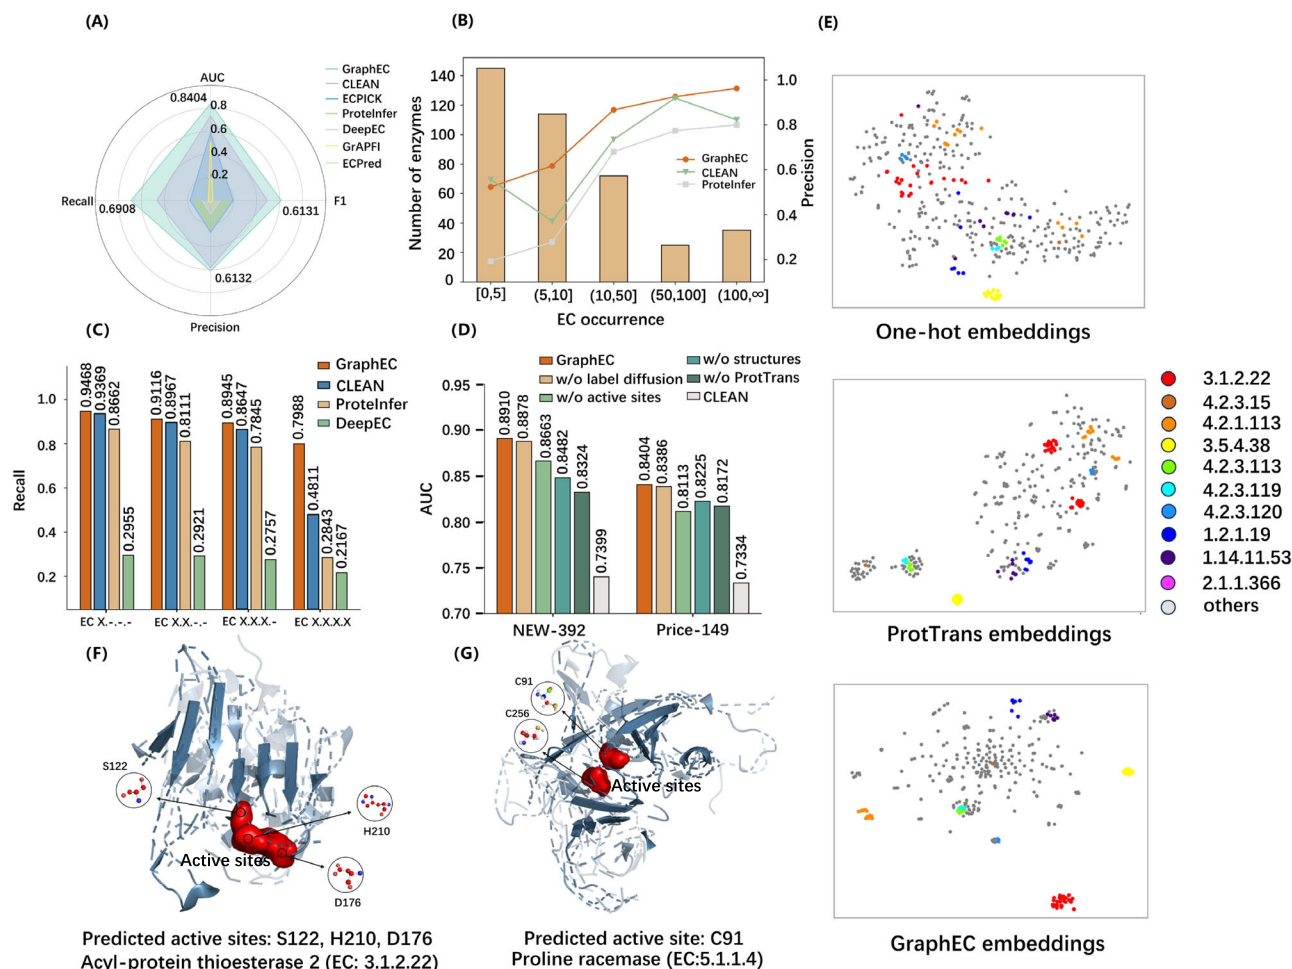 (A)
AUC
0.8404
0.8
0.6
0.4
0.2
Recall
0.6908
F1
0.6131
0.6132
Precision
GraphEC
CLEAN
ECPICK
ProteInfer
DeepEC
GrAPFI
ECPred
(B)
Number of enzymes
140
120
100
80
60
40
20
0
[0,5]
(5,10]
(10,50]
(50,100]
(100,∞]
EC occurrence
1.0
0.8
0.6
0.4
0.2
Precision
GraphEC
CLEAN
ProteInfer
(C)
Recall
1.0
0.8
0.6
0.4
0.2
0.9468
0.9369
0.8662
0.2955
0.9116
0.8967
0.8111
0.2921
0.8945
0.8647
0.7845
0.2757
0.7988
0.4811
0.2843
0.2167
EC X.-.-.-
EC X.X.-.-
EC X.X.X.-
EC X.X.X.X
GraphEC
CLEAN
ProteInfer
DeepEC
(D)
GraphEC
w/o label diffusion
w/o active sites
w/o structures
w/o ProtTrans
CLEAN
AUC
0.95
0.90
0.85
0.80
0.75
0.70
0.8910
0.8878
0.8663
0.8482
0.8324
0.7399
0.8404
0.8386
0.8113
0.8225
0.8172
0.7334
NEW-392
Price-149
(E)
One-hot embeddings
ProtTrans embeddings
GraphEC embeddings
3.1.2.22
4.2.3.15
4.2.1.113
3.5.4.38
4.2.3.113
4.2.3.119
4.2.3.120
1.2.1.19
1.14.11.53
2.1.1.366
others
(F)
S122
H210
D176
Active sites
Predicted active sites: S122, H210, D176
Acyl-protein thioesterase 2 (EC: 3.1.2.22)
(G)
C91
C256
Active sites
Predicted active site: C91
Proline racemase (EC:5.1.1.4)